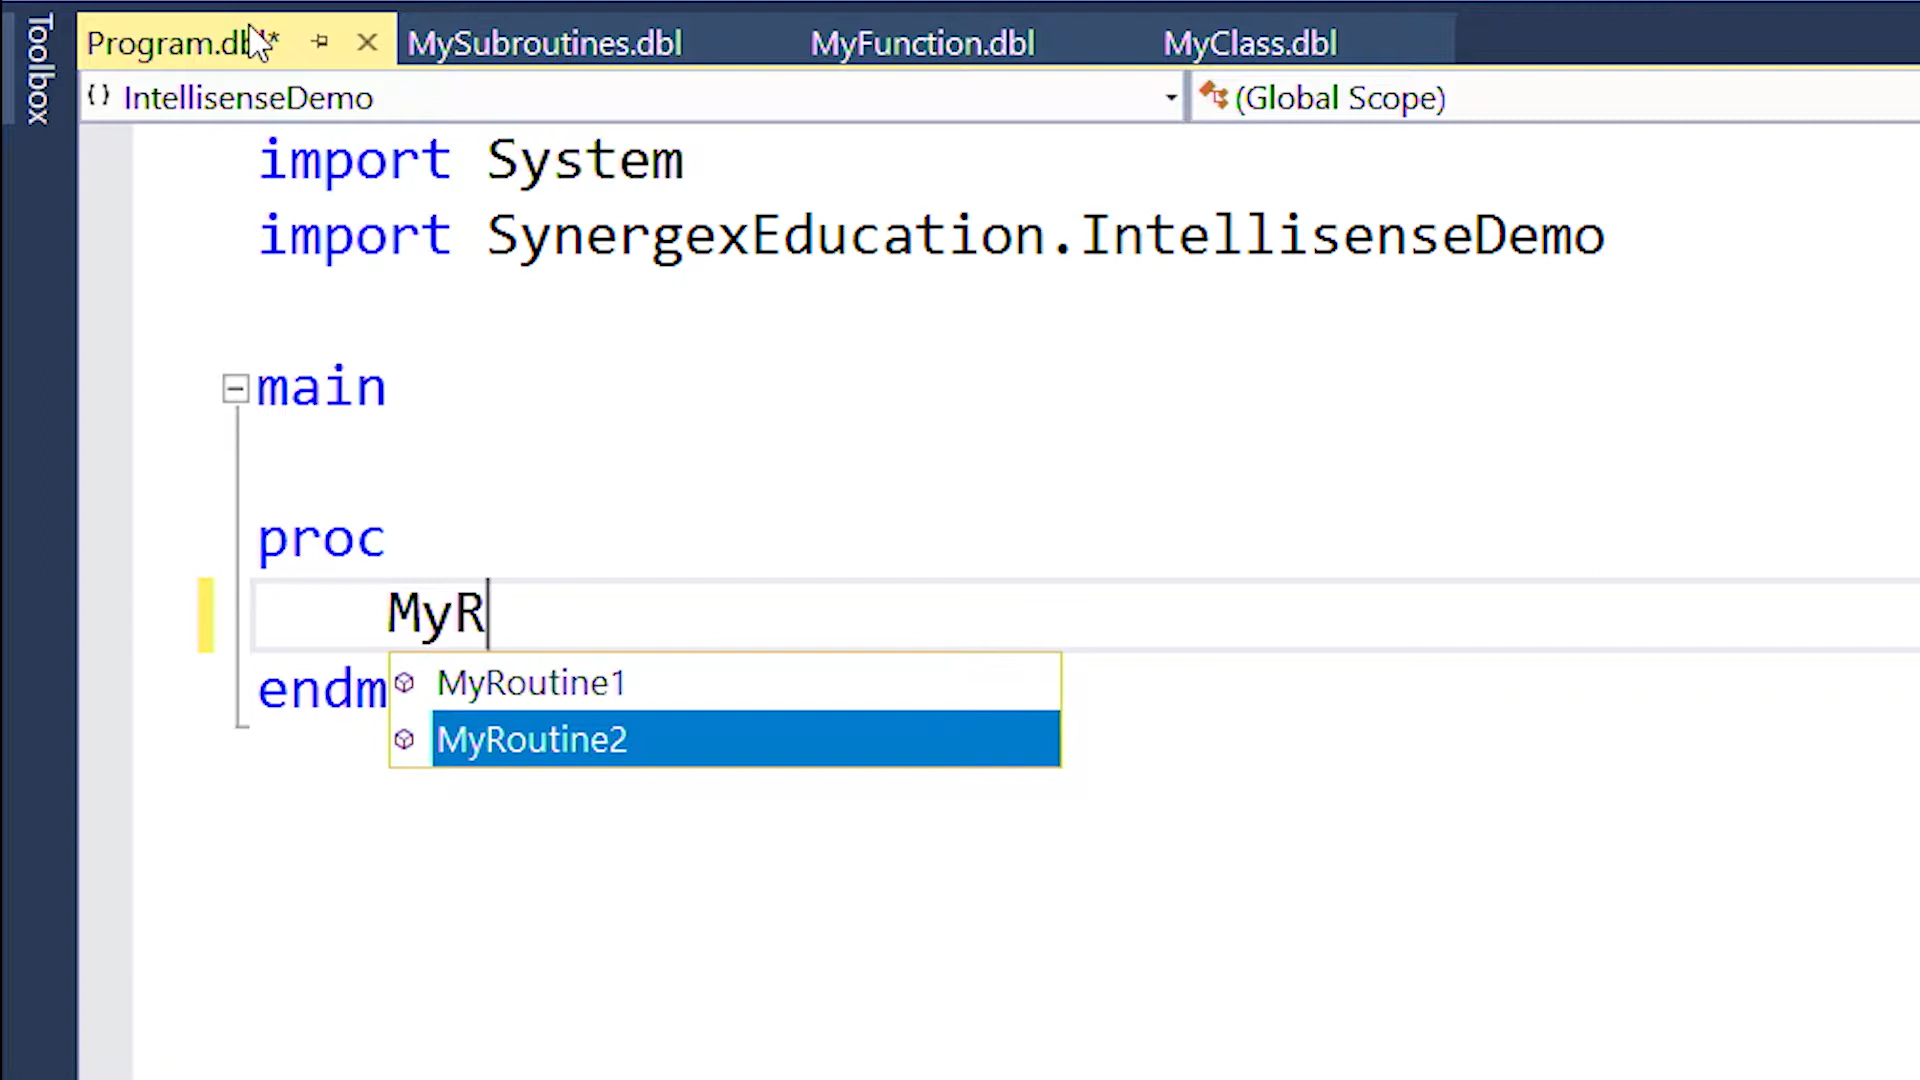 Toolbox
Program.dbl* MySubroutines.dbl MyFunction.dbl MyClass.dbl
{} IntellisenseDemo (Global Scope)
import System
import SynergexEducation.IntellisenseDemo
main
proc
MyR
endm
MyRoutine1
MyRoutine2